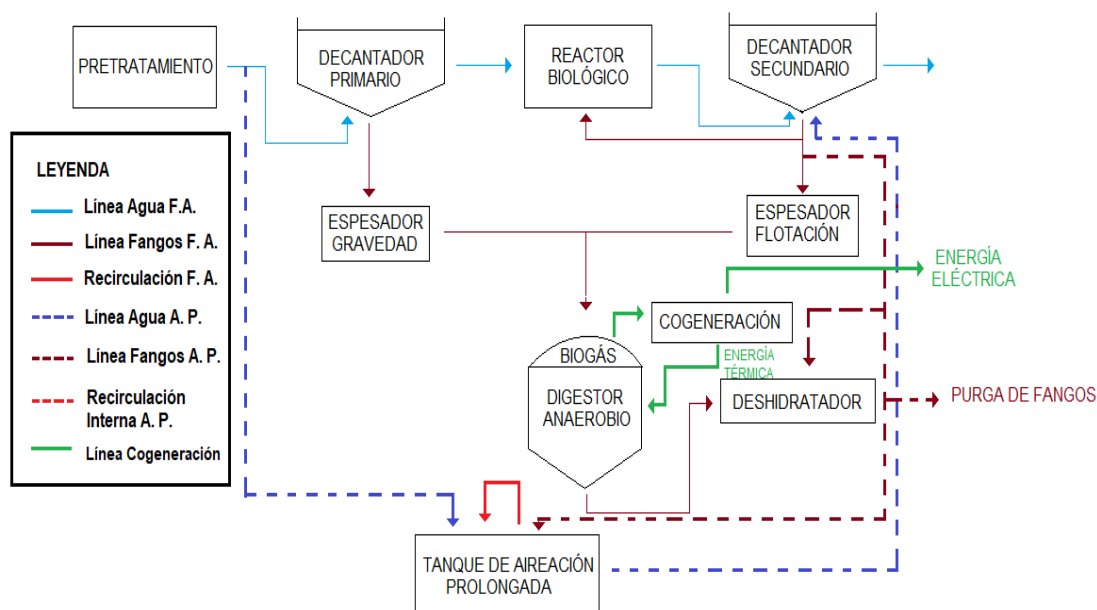 PRETRATAMIENTO
DECANTADOR
PRIMARIO
REACTOR
BIOLÓGICO
DECANTADOR
SECUNDARIO
LEYENDA
Línea Agua F.A.
Línea Fangos F. A.
Recirculación F. A.
Línea Agua A. P.
Línea Fangos A. P.
Recirculación
Interna A. P.
Línea Cogeneración
ESPESADOR
GRAVEDAD
ESPESADOR
FLOTACIÓN
ENERGÍA
ELÉCTRICA
COGENERACIÓN
BIOGÁS
ENERGÍA
TÉRMICA
DIGESTOR
ANAEROBIO
DESHIDRATADOR
PURGA DE FANGOS
TANQUE DE AIREACIÓN
PROLONGADA